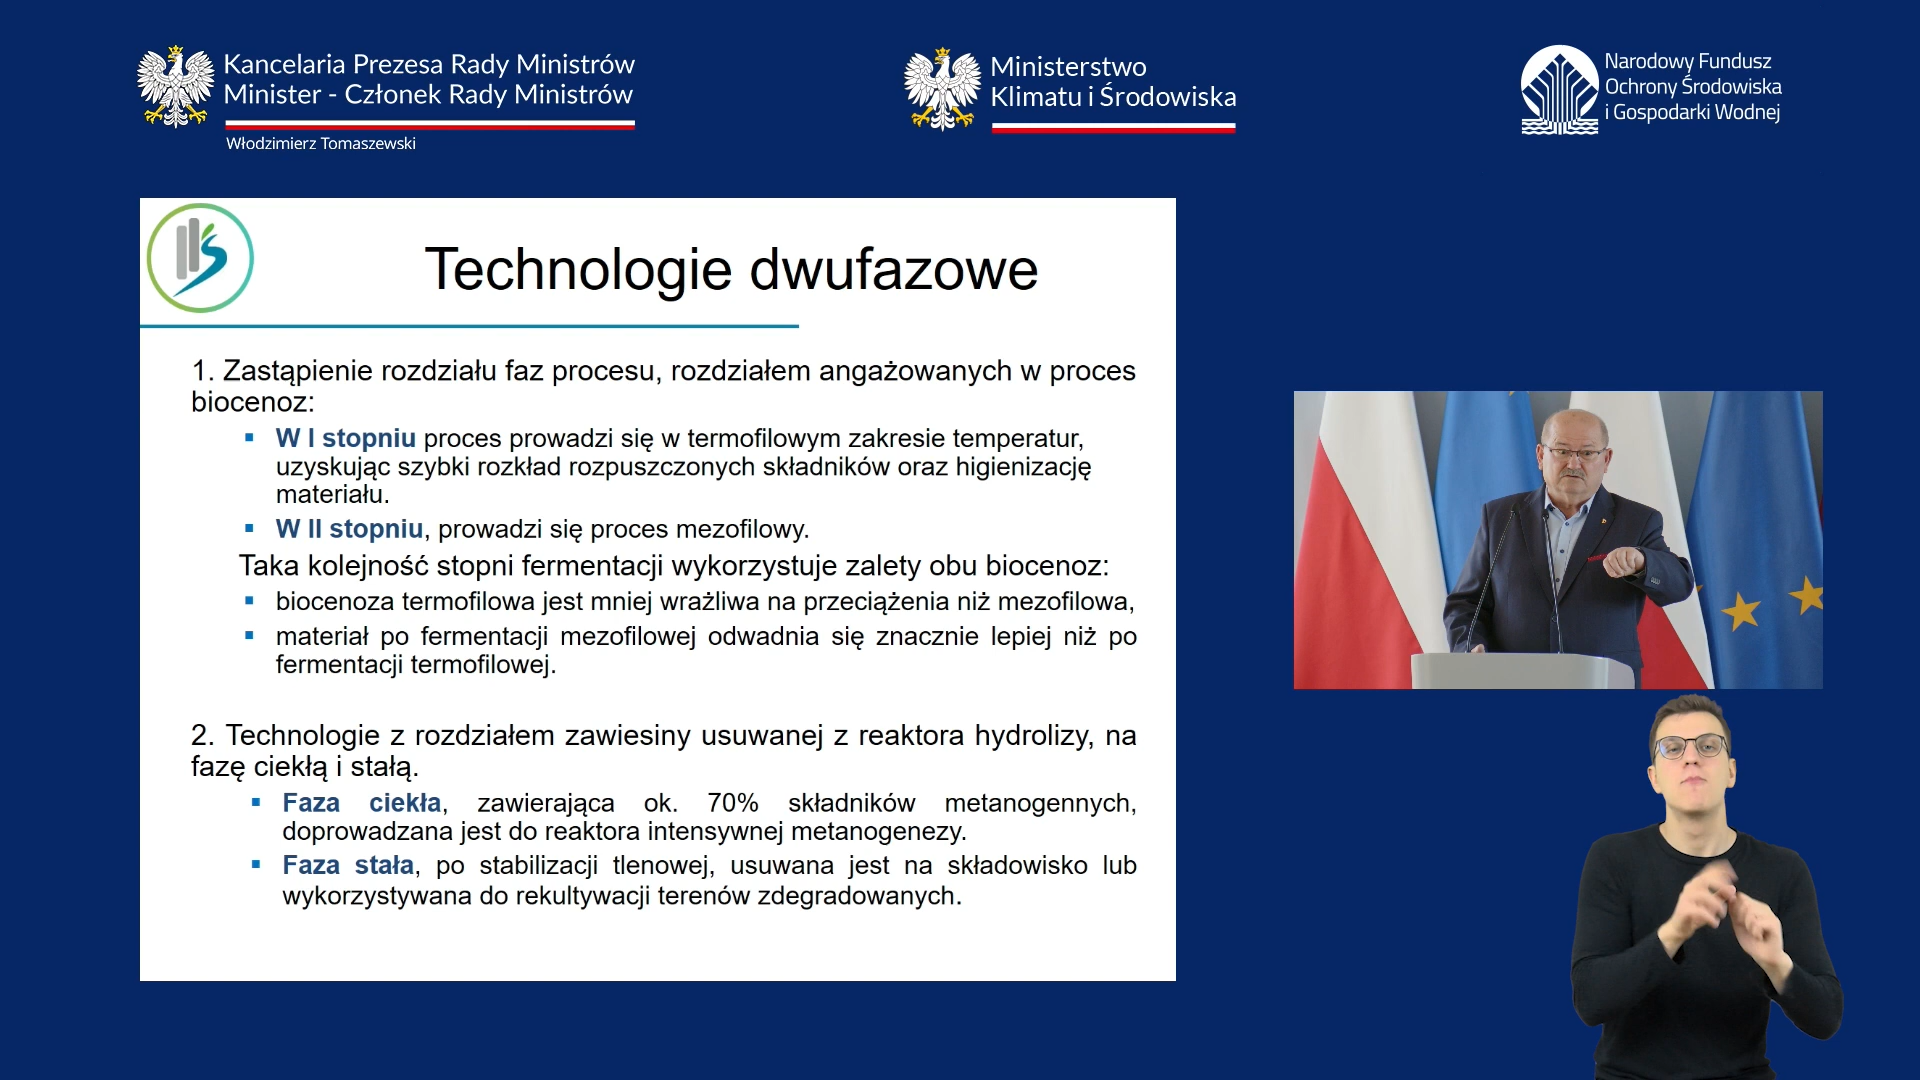 Kancelaria Prezesa Rady Ministrów
Minister - Członek Rady Ministrów
Włodzimierz Tomaszewski
Ministerstwo
Klimatu i Środowiska
Narodowy Fundusz
Ochrony Środowiska
i Gospodarki Wodnej
Technologie dwufazowe
1. Zastąpienie rozdziału faz procesu, rozdziałem angażowanych w proces
biocenoz:
▪ W I stopniu proces prowadzi się w termofilowym zakresie temperatur,
uzyskując szybki rozkład rozpuszczonych składników oraz higienizację
materiału.
▪ W II stopniu, prowadzi się proces mezofilowy.
Taka kolejność stopni fermentacji wykorzystuje zalety obu biocenoz:
▪ biocenoza termofilowa jest mniej wrażliwa na przeciążenia niż mezofilowa,
▪ materiał po fermentacji mezofilowej odwadnia się znacznie lepiej niż po
fermentacji termofilowej.
2. Technologie z rozdziałem zawiesiny usuwanej z reaktora hydrolizy, na
fazę ciekłą i stałą.
▪ Faza ciekła, zawierająca ok. 70% składników metanogennych,
doprowadzana jest do reaktora intensywnej metanogenezy.
▪ Faza stała, po stabilizacji tlenowej, usuwana jest na składowisko lub
wykorzystywana do rekultywacji terenów zdegradowanych.